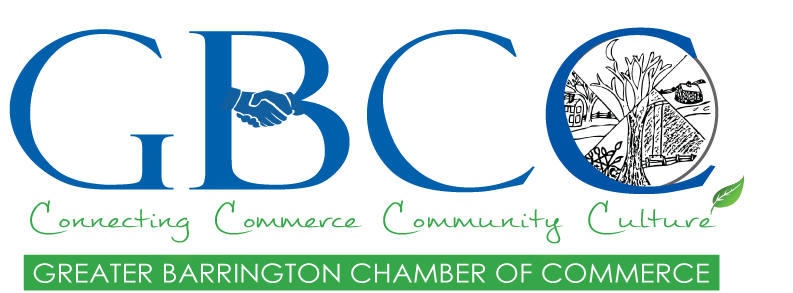 GBCC
Connecting Commerce Community Culture
GREATER BARRINGTON CHAMBER OF COMMERCE